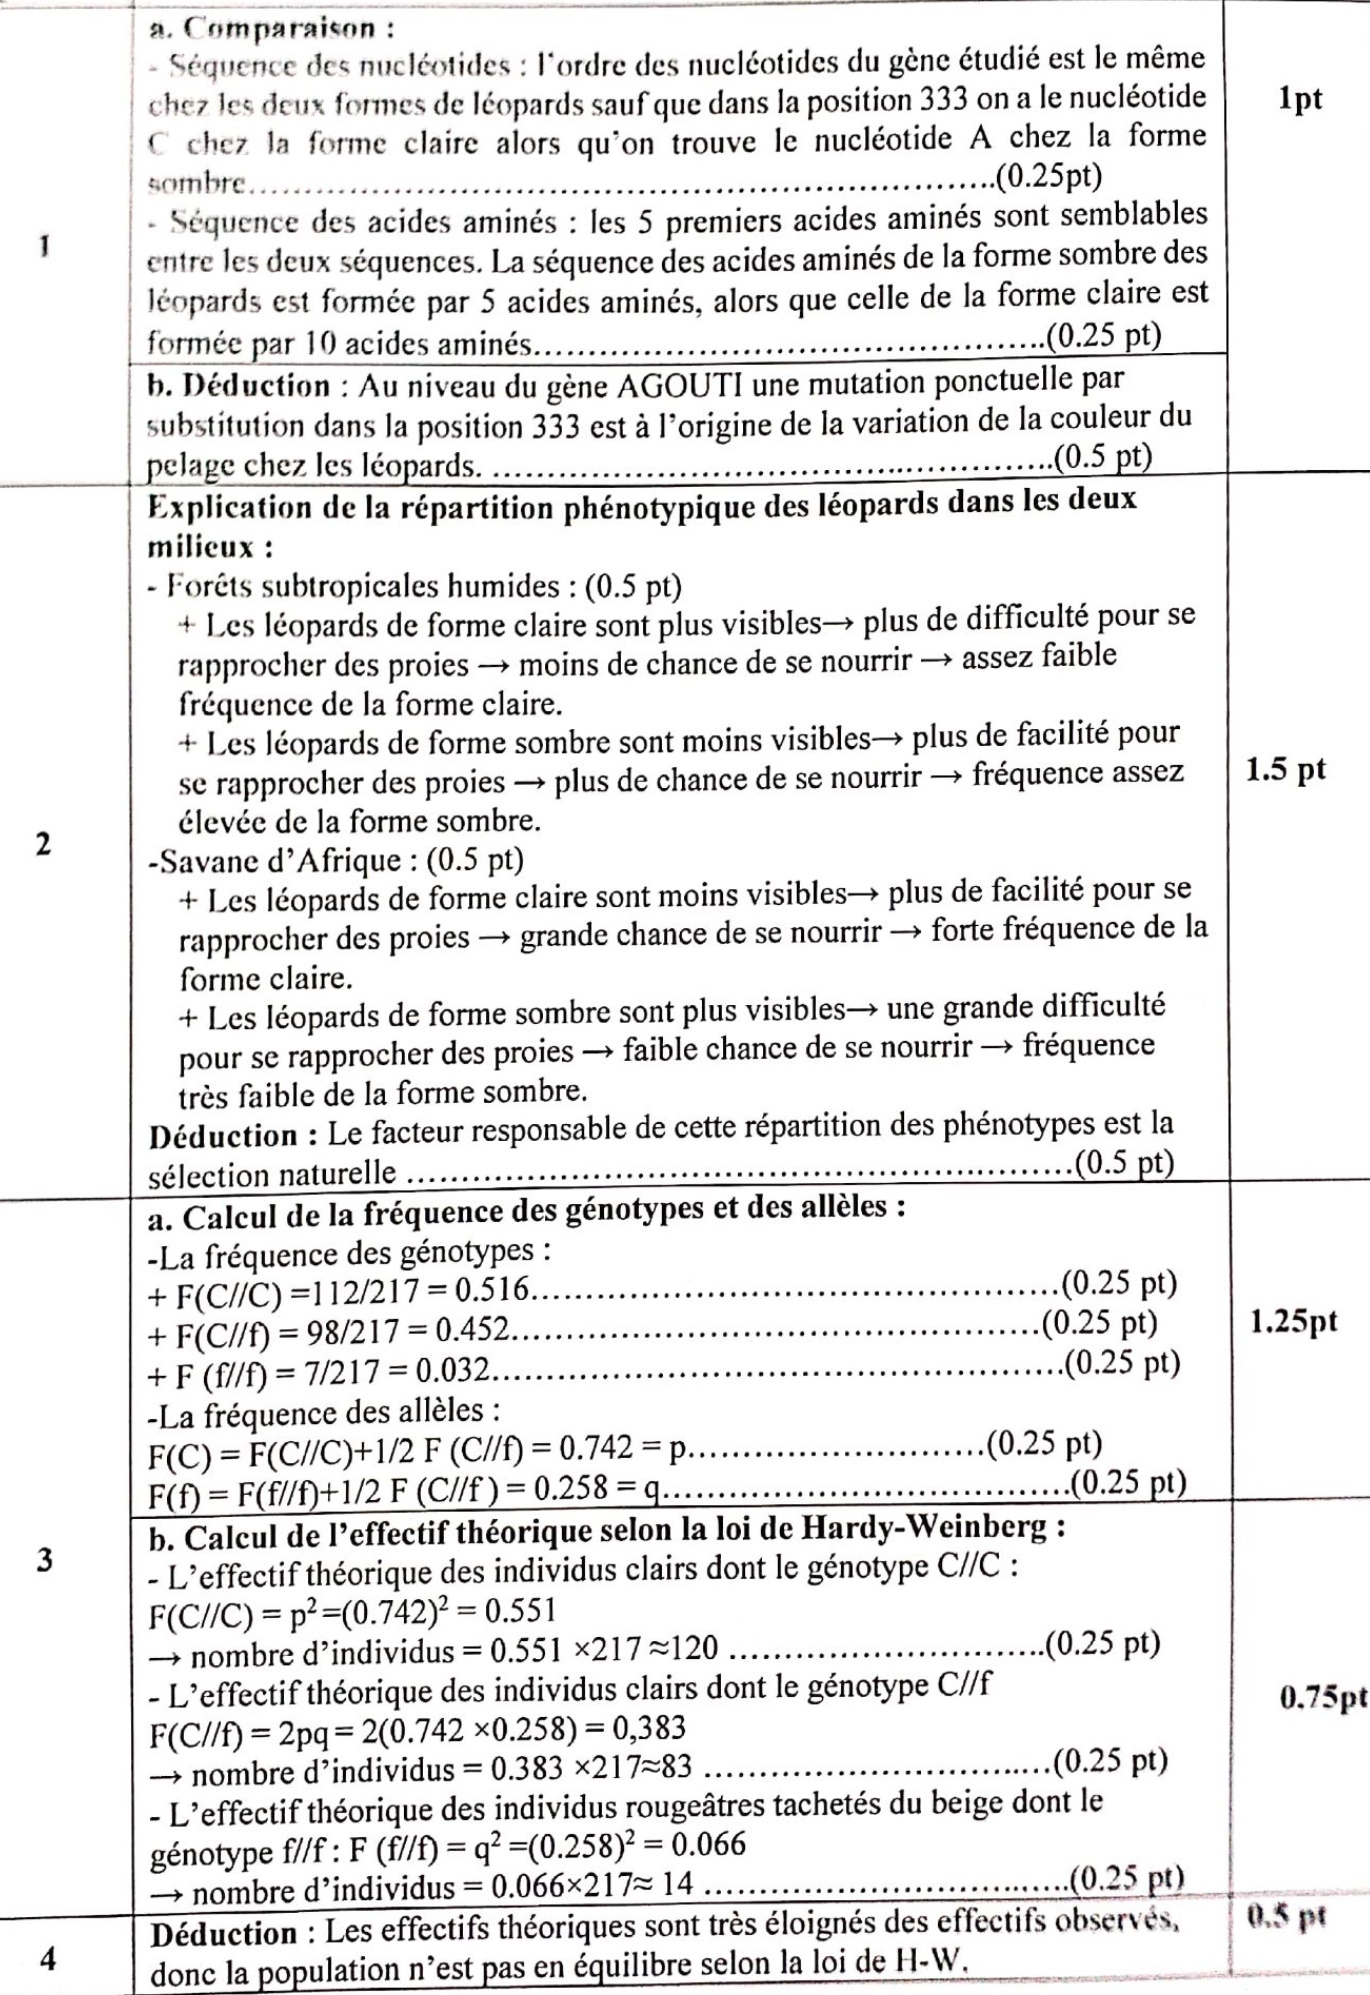 a. Comparaison :
- Séquence des nucléotides : l'ordre des nucléotides du gène étudié est le même
chez les deux formes de léopards sauf que dans la position 333 on a le nucléotide
C chez la forme claire alors qu'on trouve le nucléotide A chez la forme
sombre..........................................................................(0.25pt)
1pt
- Séquence des acides aminés : les 5 premiers acides aminés sont semblables
entre les deux séquences. La séquence des acides aminés de la forme sombre des
léopards est formée par 5 acides aminés, alors que celle de la forme claire est
formée par 10 acides aminés.................................................(0.25 pt)
1
b. Déduction : Au niveau du gène AGOUTI une mutation ponctuelle par
substitution dans la position 333 est à l'origine de la variation de la couleur du
pelage chez les léopards. ......................................................(0.5 pt)
Explication de la répartition phénotypique des léopards dans les deux
milieux :
- Forêts subtropicales humides : (0.5 pt)
+ Les léopards de forme claire sont plus visibles→ plus de difficulté pour se
rapprocher des proies → moins de chance de se nourrir → assez faible
fréquence de la forme claire.
+ Les léopards de forme sombre sont moins visibles→ plus de facilité pour
se rapprocher des proies → plus de chance de se nourrir → fréquence assez
élevée de la forme sombre.
1.5 pt
2
-Savane d'Afrique : (0.5 pt)
+ Les léopards de forme claire sont moins visibles→ plus de facilité pour se
rapprocher des proies → grande chance de se nourrir → forte fréquence de la
forme claire.
+ Les léopards de forme sombre sont plus visibles→ une grande difficulté
pour se rapprocher des proies → faible chance de se nourrir → fréquence
très faible de la forme sombre.
Déduction : Le facteur responsable de cette répartition des phénotypes est la
sélection naturelle ................................................................(0.5 pt)
a. Calcul de la fréquence des génotypes et des allèles :
-La fréquence des génotypes :
+ F(C//C) =112/217 = 0.516...................................................(0.25 pt)
+ F(C//f) = 98/217 = 0.452...................................................(0.25 pt)
+ F (f//f) = 7/217 = 0.032.......................................................(0.25 pt)
1.25pt
-La fréquence des allèles :
F(C) = F(C//C)+1/2 F (C//f) = 0.742 = p.............................(0.25 pt)
F(f) = F(f//f)+1/2 F (C//f ) = 0.258 = q.......................................(0.25 pt)
3
b. Calcul de l'effectif théorique selon la loi de Hardy-Weinberg :
- L'effectif théorique des individus clairs dont le génotype C//C :
F(C//C) = p²=(0.742)² = 0.551
→ nombre d'individus = 0.551 ×217 ≈120 ...............................(0.25 pt)
- L'effectif théorique des individus clairs dont le génotype C//f
F(C//f) = 2pq = 2(0.742 ×0.258) = 0,383
→ nombre d'individus = 0.383 ×217≈83 .................................(0.25 pt)
0.75pt
- L'effectif théorique des individus rougeâtres tachetés du beige dont le
génotype f//f : F (f//f) = q² =(0.258)² = 0.066
→ nombre d'individus = 0.066×217≈ 14 ...................................(0.25 pt)
4
Déduction : Les effectifs théoriques sont très éloignés des effectifs observés,
donc la population n'est pas en équilibre selon la loi de H-W.
0.5 pt